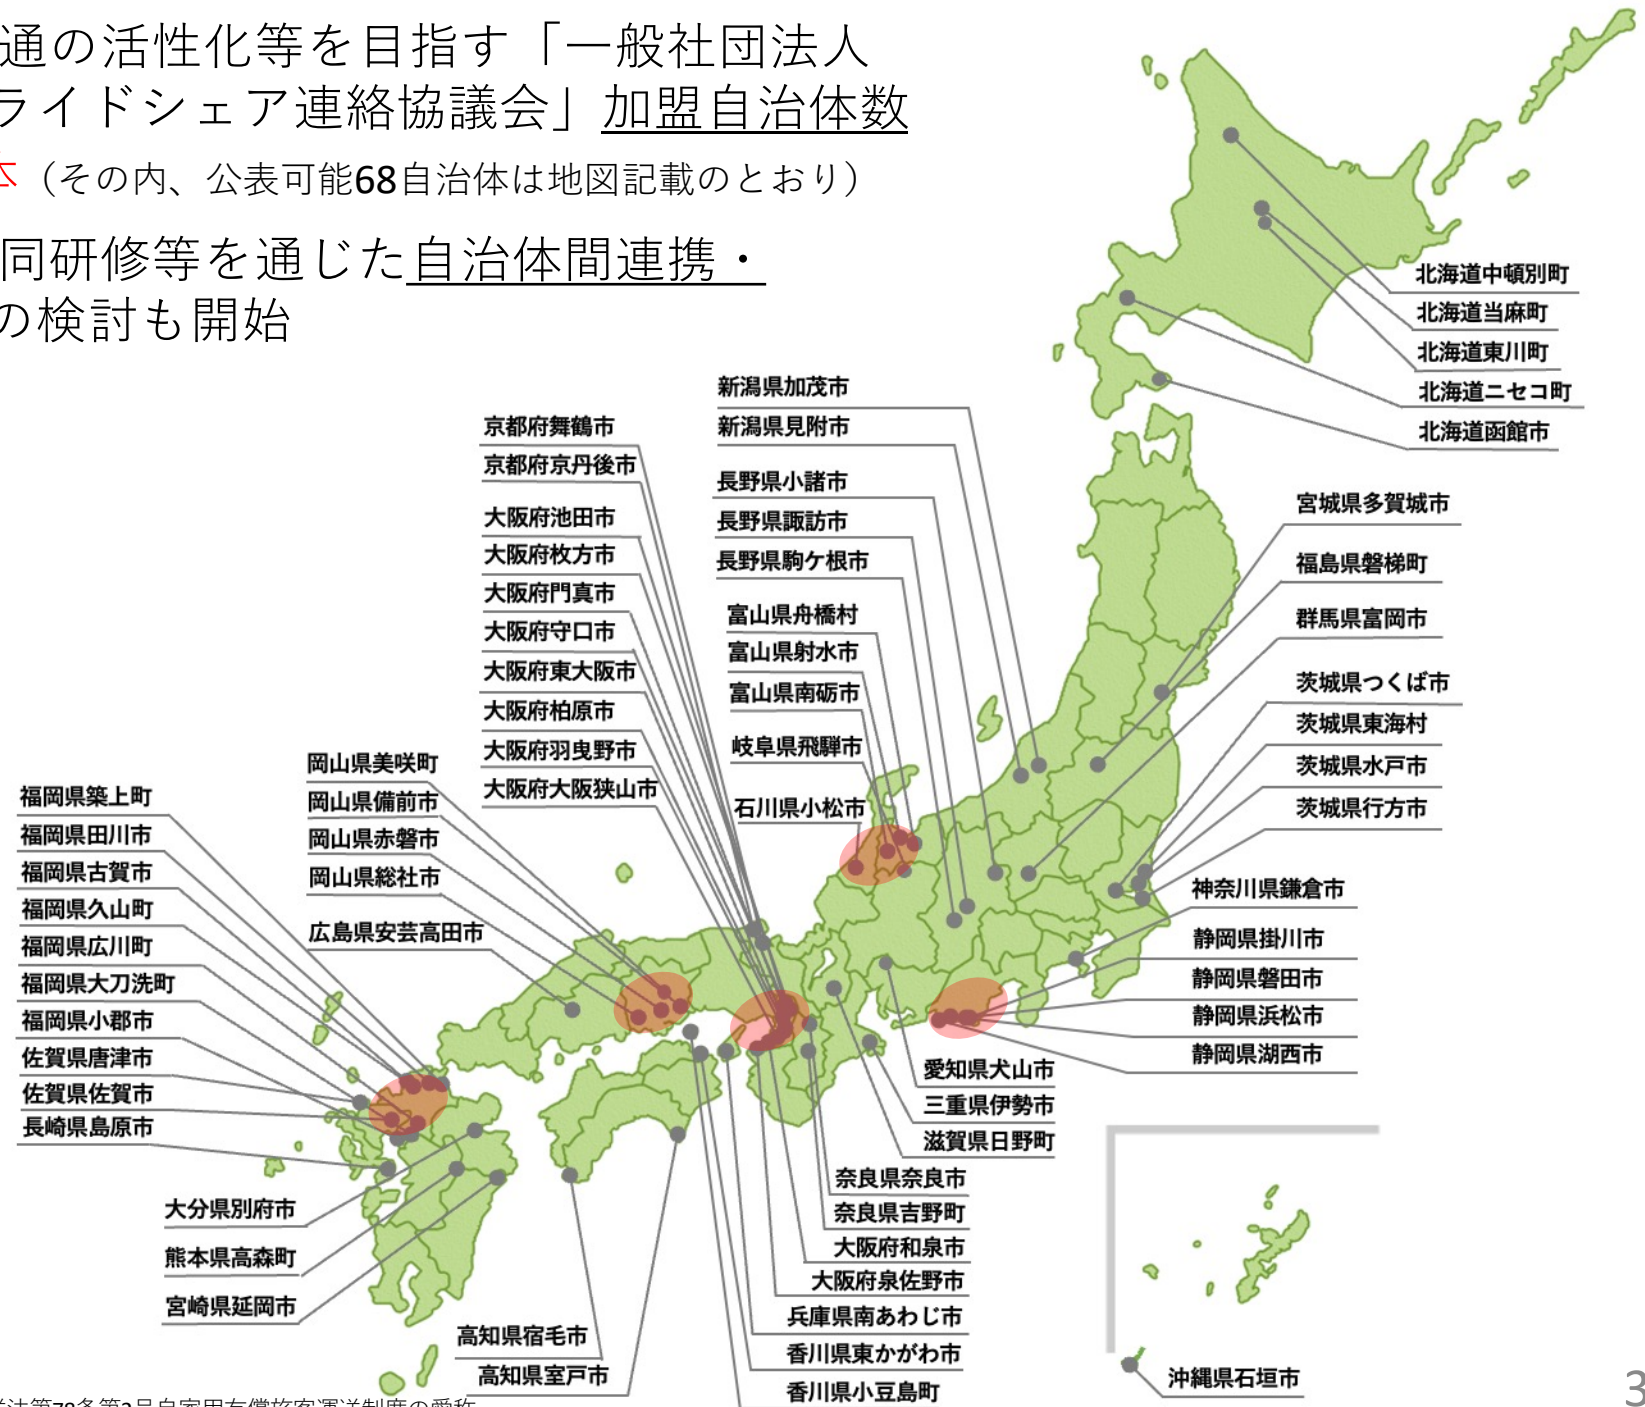 通の活性化等を目指す「一般社団法人
ライドシェア連絡協議会」加盟自治体数
（その内、公表可能68自治体は地図記載のとおり）
同研修等を通じた自治体間連携・
の検討も開始
北海道中頓別町
北海道当麻町
北海道東川町
北海道ニセコ町
北海道函館市
新潟県加茂市
新潟県見附市
長野県小諸市
長野県諏訪市
長野県駒ケ根市
富山県舟橋村
富山県射水市
富山県南砺市
岐阜県飛騨市
石川県小松市
京都府舞鶴市
京都府京丹後市
大阪府池田市
大阪府枚方市
大阪府門真市
大阪府守口市
大阪府東大阪市
大阪府柏原市
大阪府羽曳野市
大阪府大阪狭山市
宮城県多賀城市
福島県磐梯町
群馬県富岡市
茨城県つくば市
茨城県東海村
茨城県水戸市
茨城県行方市
神奈川県鎌倉市
静岡県掛川市
静岡県磐田市
静岡県浜松市
静岡県湖西市
岡山県美咲町
岡山県備前市
岡山県赤磐市
岡山県総社市
広島県安芸高田市
福岡県築上町
福岡県田川市
福岡県古賀市
福岡県久山町
福岡県広川町
福岡県大刀洗町
福岡県小郡市
佐賀県唐津市
佐賀県佐賀市
長崎県島原市
大分県別府市
熊本県高森町
宮崎県延岡市
愛知県犬山市
三重県伊勢市
滋賀県日野町
奈良県奈良市
奈良県吉野町
大阪府和泉市
大阪府泉佐野市
兵庫県南あわじ市
香川県東かがわ市
香川県小豆島町
高知県宿毛市
高知県室戸市
沖縄県石垣市
3